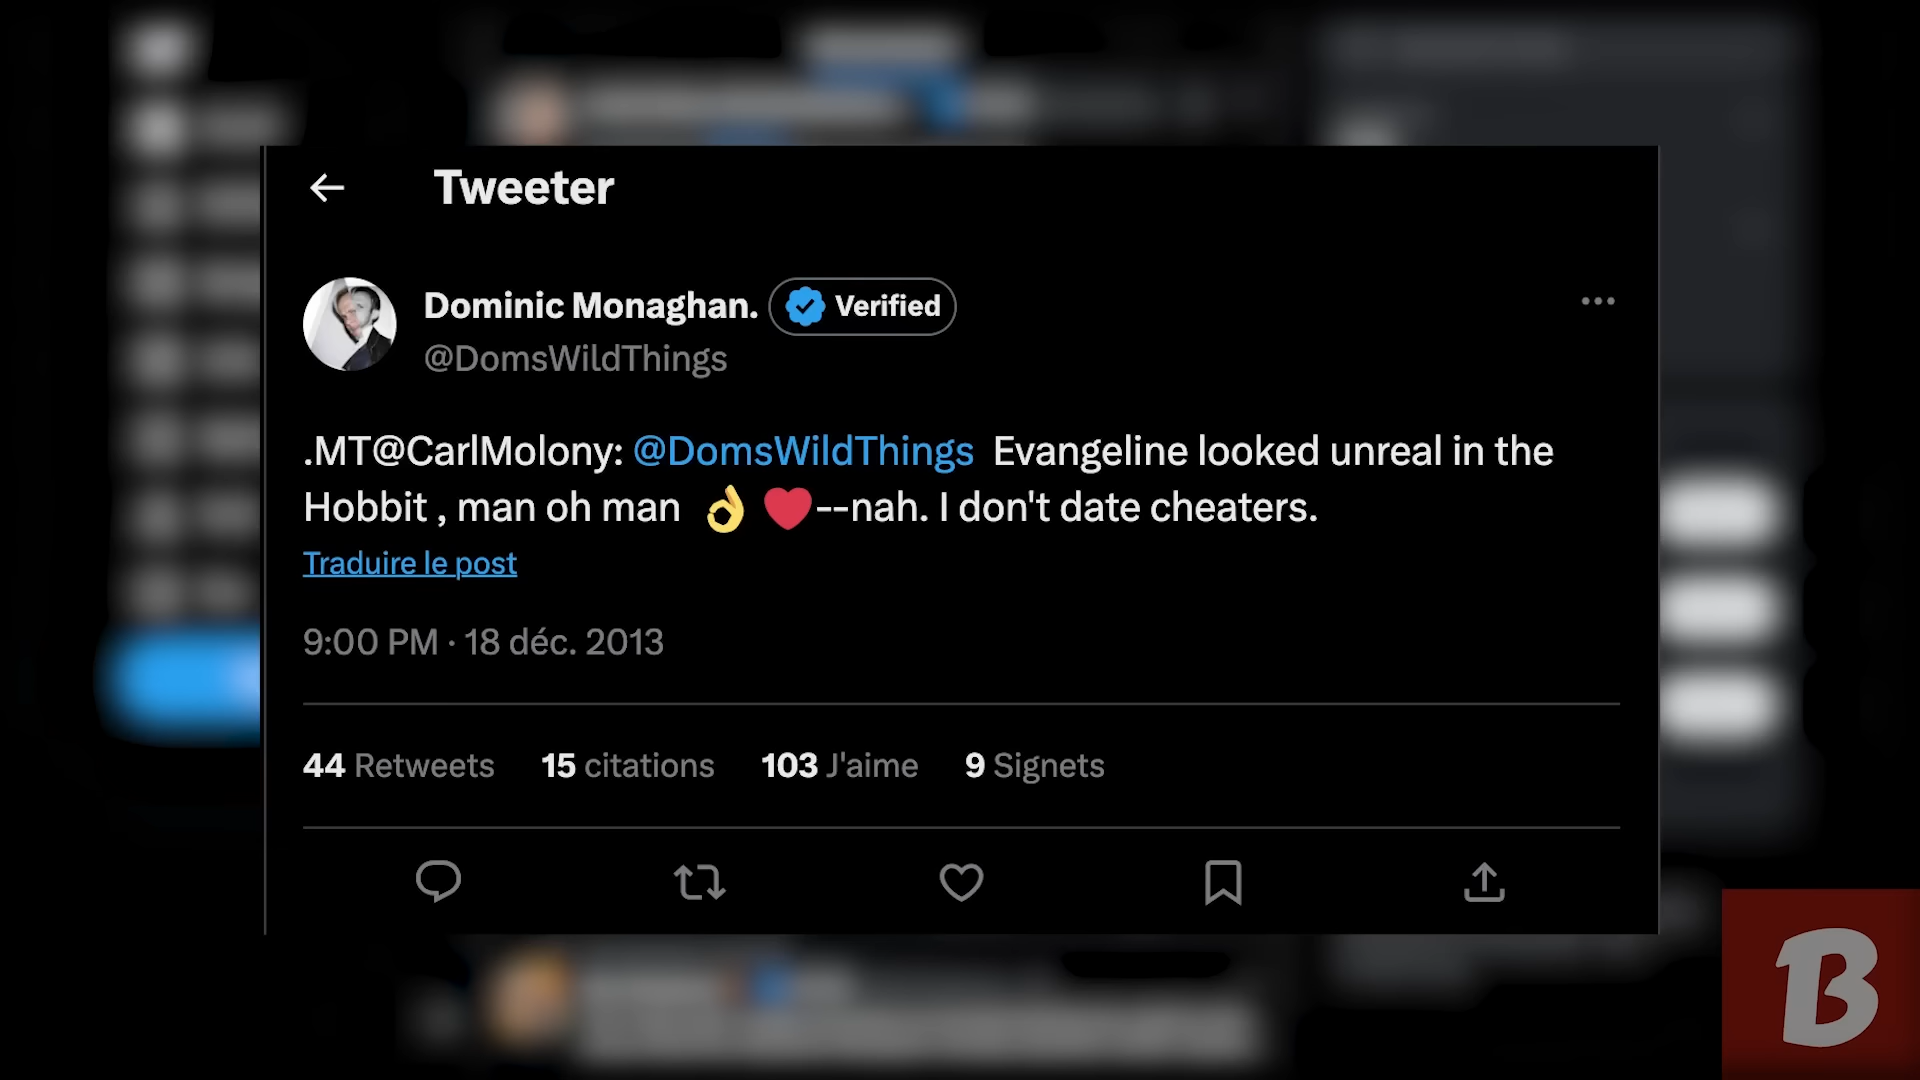 Tweeter
Dominic Monaghan. Verified
@DomsWildThings
.MT@CarlMolony: @DomsWildThings Evangeline looked unreal in the
Hobbit , man oh man 👌 ❤️--nah. I don't date cheaters.
Traduire le post
9:00 PM · 18 déc. 2013
44 Retweets 15 citations 103 J'aime 9 Signets
B